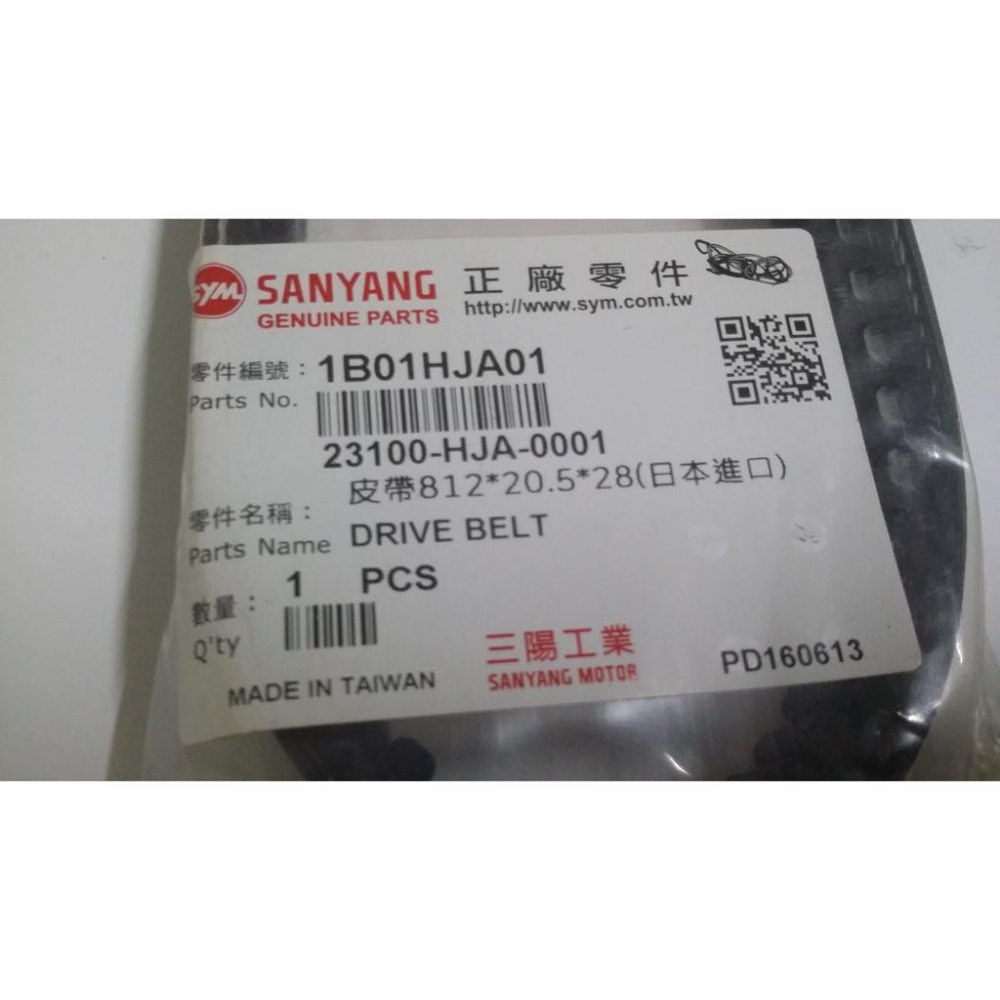 SYM SANYANG 正廠零件
GENUINE PARTS http://www.sym.com.tw
零件編號：1B01HJA01
Parts No.
23100-HJA-0001
皮帶812*20.5*28(日本進口)
零件名稱：
Parts Name DRIVE BELT
數量： 1 PCS
Q'ty
三陽工業
SANYANG MOTOR
MADE IN TAIWAN
PD160613